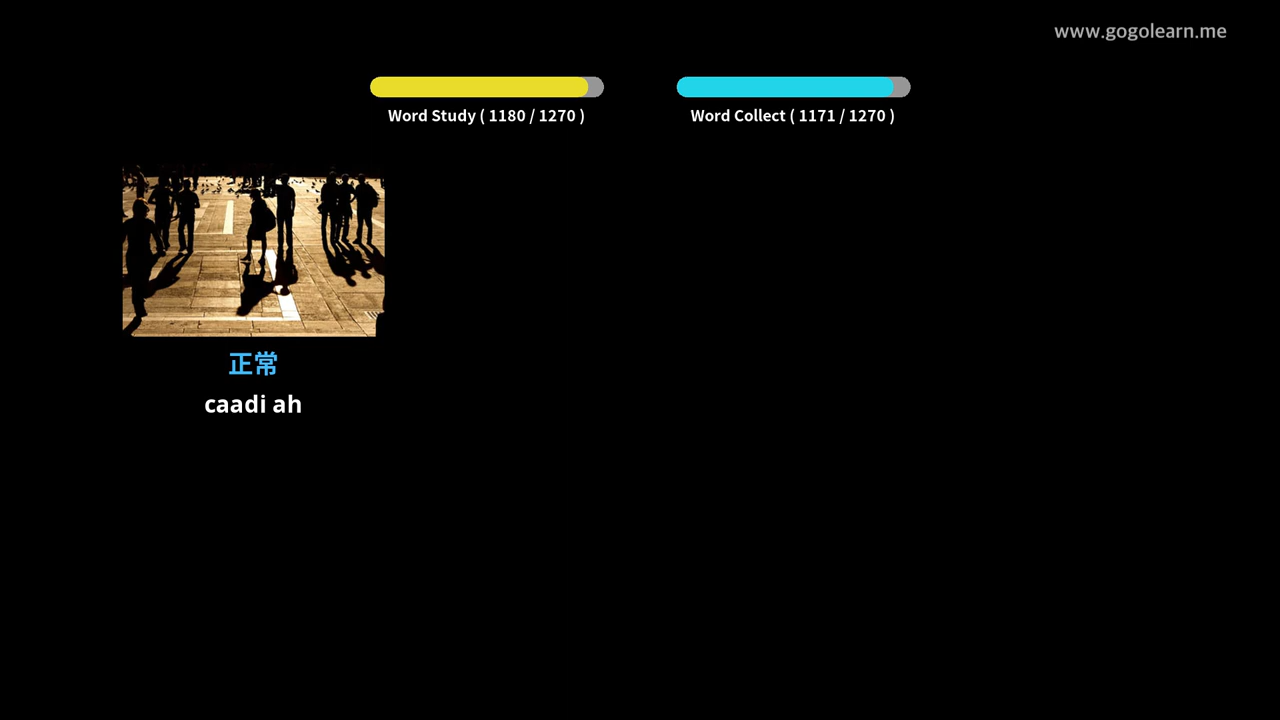 www.gogolearn.me
Word Study ( 1180 / 1270 )
Word Collect ( 1171 / 1270 )
正常
caadi ah